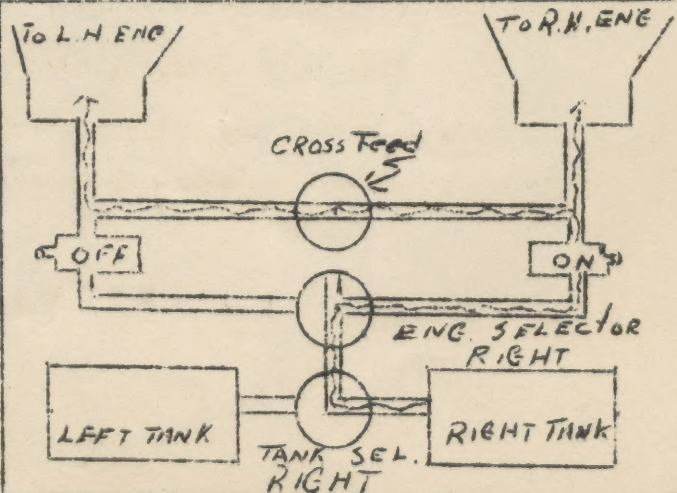 TO L.H. ENG
TO R.H. ENG
CROSS Feed
OFF
ON
ENG. SELECTOR
RIGHT
LEFT TANK
RIGHT TANK
TANK SEL.
RIGHT